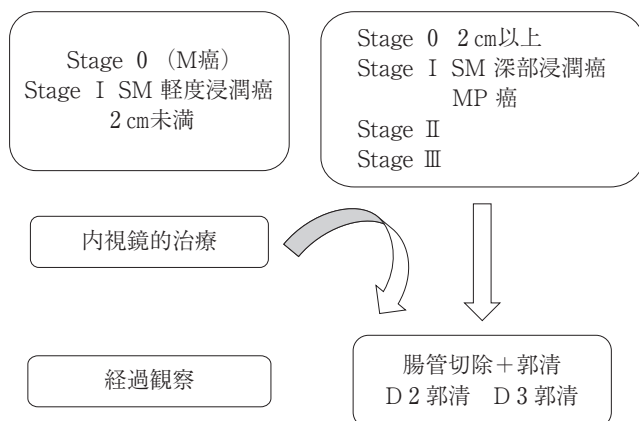 Stage 0 （M癌）
Stage Ⅰ SM 軽度浸潤癌
2㎝未満
Stage 0 2㎝以上
Stage Ⅰ SM 深部浸潤癌
MP 癌
Stage Ⅱ
Stage Ⅲ
内視鏡的治療
経過観察
腸管切除＋郭清
D2郭清 D3郭清